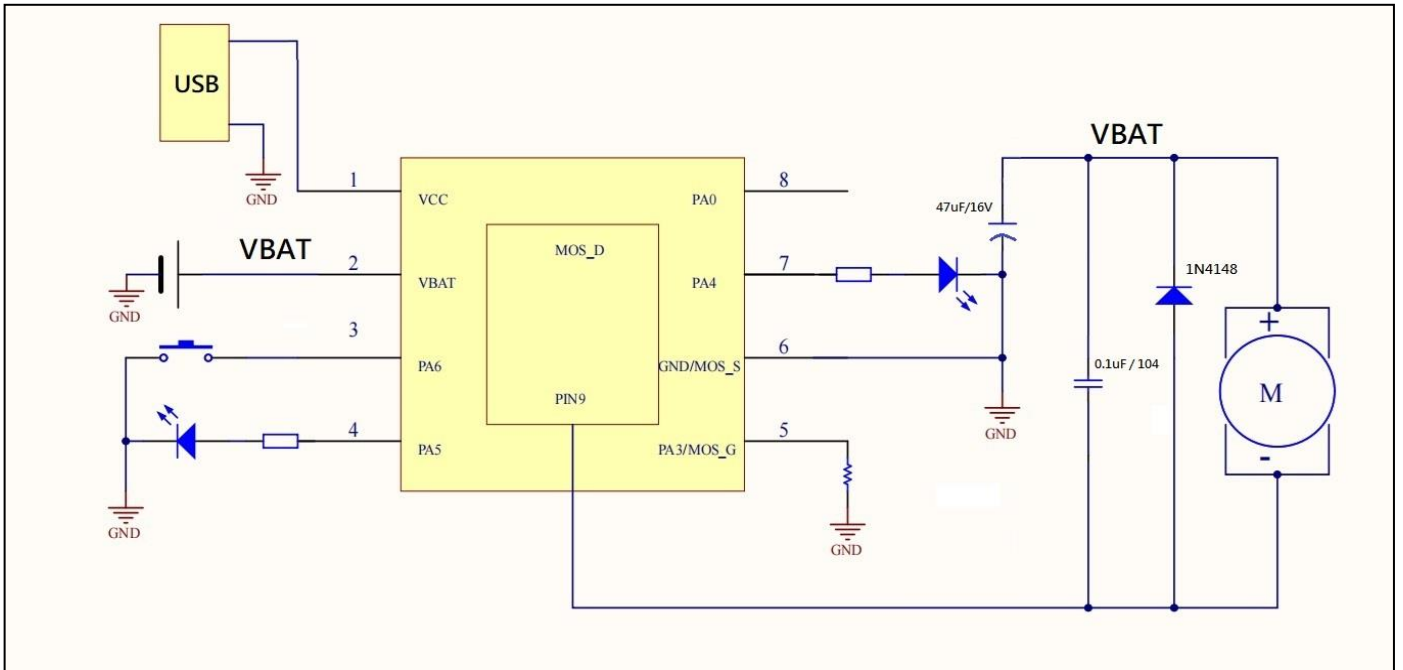 USB
GND
VBAT
GND
1
VCC
2
VBAT
3
PA6
4
PA5
GND
MOS_D
PIN9
8
PA0
7
PA4
6
GND/MOS_S
5
PA3/MOS_G
GND
47uF/16V
GND
VBAT
0.1uF / 104
1N4148
+
M
-